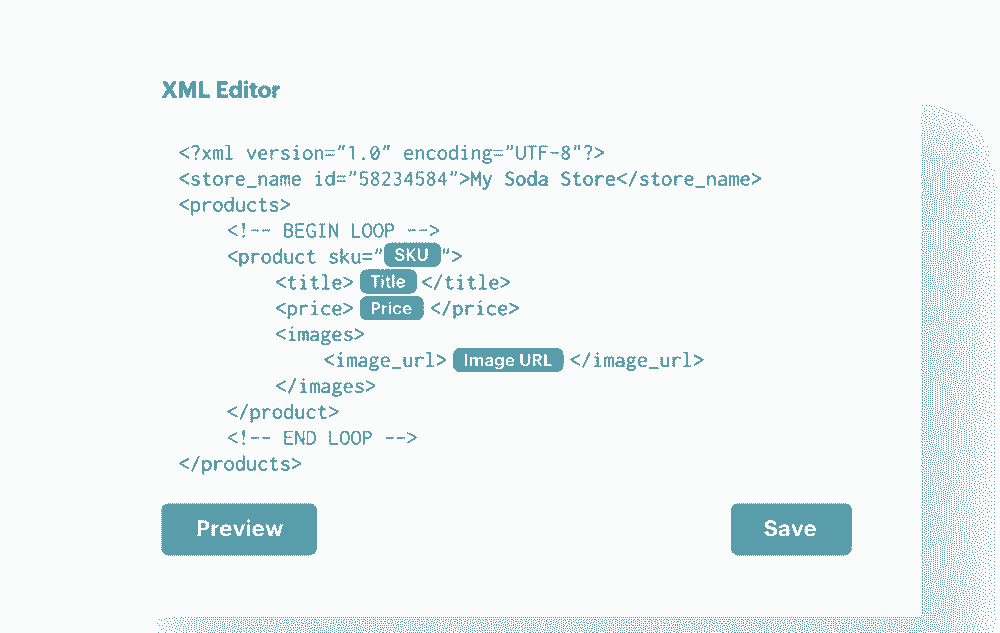 XML Editor
<?xml version="1.0" encoding="UTF-8"?>
<store_name id="58234584">My Soda Store</store_name>
<products>
<!-- BEGIN LOOP -->
<product sku="SKU">
<title> Title </title>
<price> Price </price>
<images>
<image_url> Image URL </image_url>
</images>
</product>
<!-- END LOOP -->
</products>
Preview
Save